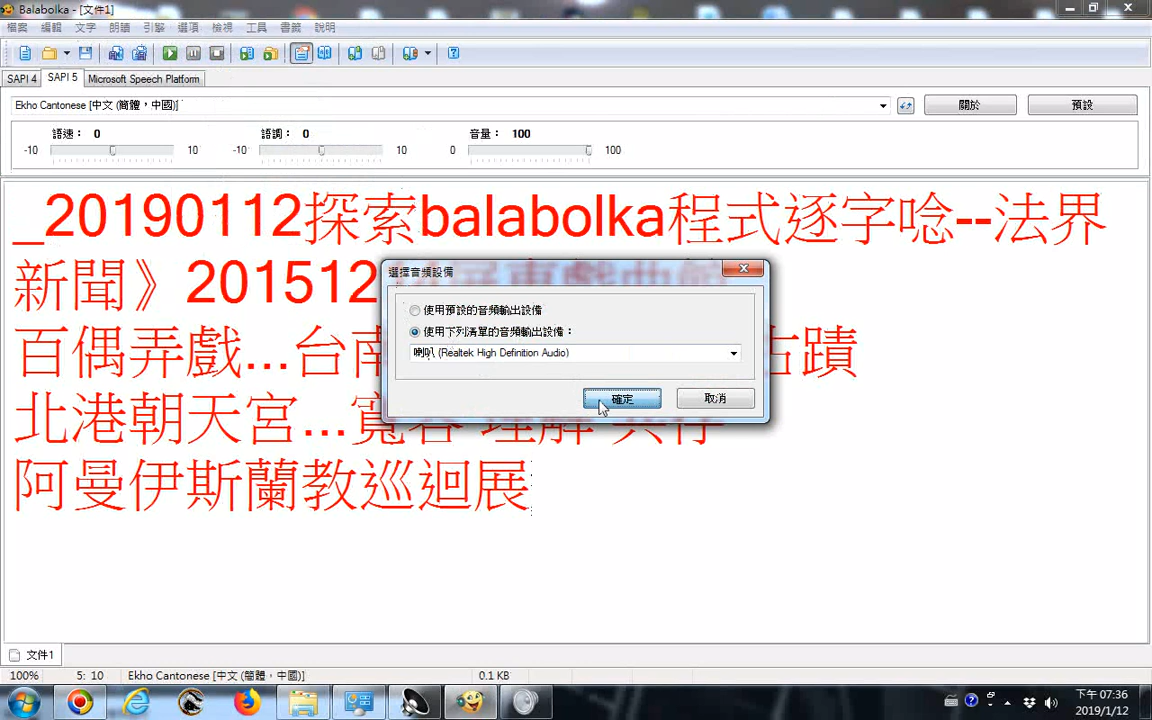 Balabolka - [文件1]
檔案 編輯 文字 朗讀 引擎 選項 檢視 工具 書籤 說明
SAPI 4 SAPI 5 Microsoft Speech Platform
Ekho Cantonese [中文 (簡體，中國)] 關於 預設
語速： 0 語調： 0 音量： 100
-10 10 -10 10 0 100
_20190112探索balabolka程式逐字唸--法界
新聞》201512
百偶弄戲...台南 古蹟
北港朝天宮...寬容 理解 共存
阿曼伊斯蘭教巡迴展
選擇音頻設備
使用預設的音頻輸出設備
使用下列清單的音頻輸出設備：
喇叭 (Realtek High Definition Audio)
確定 取消
文件1
100% 5: 10 Ekho Cantonese [中文 (簡體，中國)] 0.1 KB
下午 07:36
2019/1/12